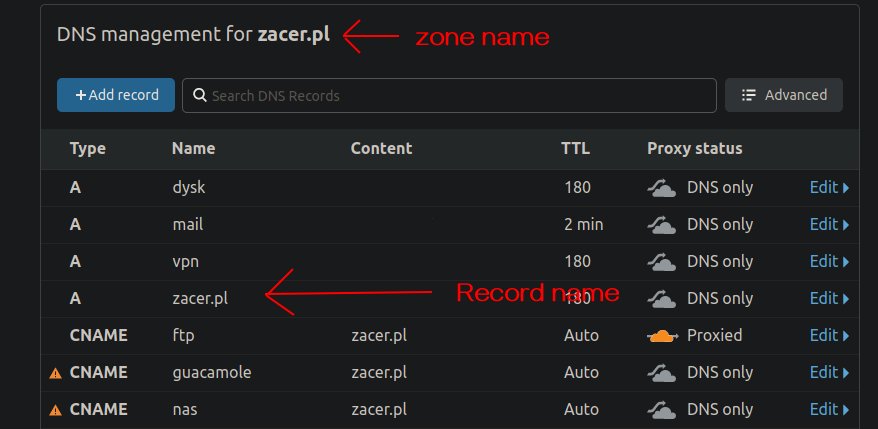 DNS management for zacer.pl zone name
+ Add record Search DNS Records Advanced
Type Name Content TTL Proxy status
A dysk 180 DNS only Edit
A mail 2 min DNS only Edit
A vpn 180 DNS only Edit
A zacer.pl Record name 180 DNS only Edit
CNAME ftp zacer.pl Auto Proxied Edit
CNAME guacamole zacer.pl Auto DNS only Edit
CNAME nas zacer.pl Auto DNS only Edit